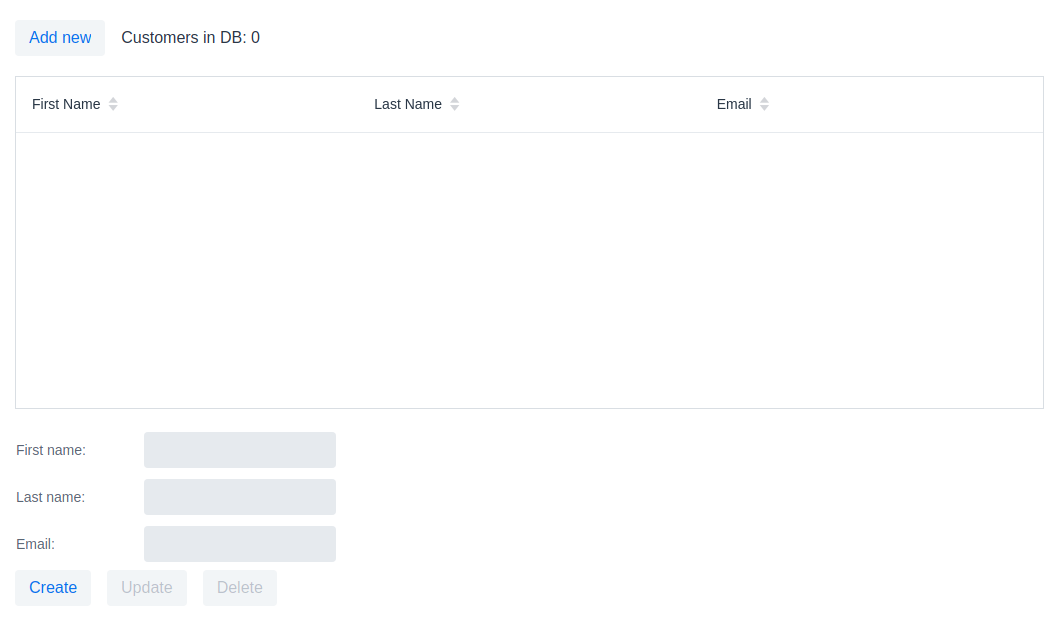 Add new Customers in DB: 0
First Name Last Name Email
First name:
Last name:
Email:
Create Update Delete